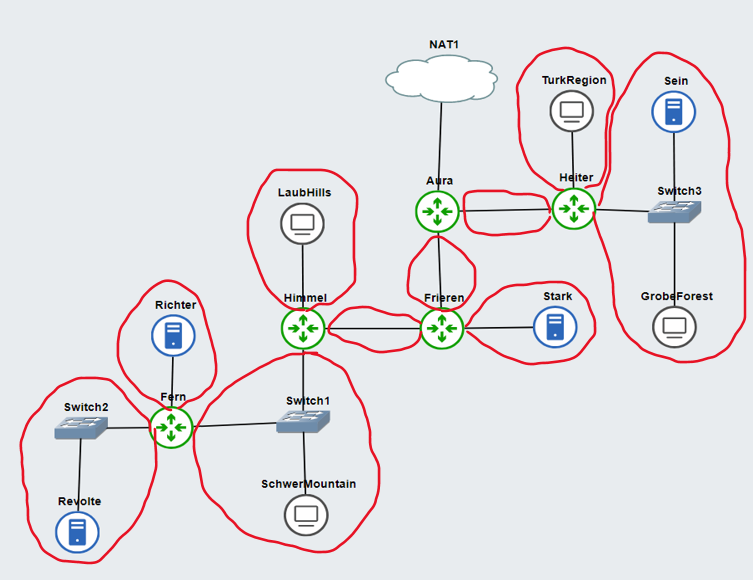 NAT1
TurkRegion
Sein
Aura
Heiter
Switch3
LaubHills
Himmel
Frieren
Stark
GrobeForest
Richter
Fern
Switch2
Switch1
Revolte
SchwerMountain